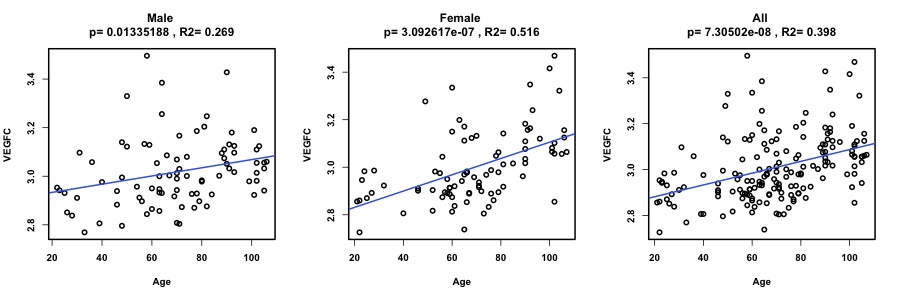 Male
p= 0.01335188 , R2= 0.269
VEGFC
3.4
3.2
3.0
2.8
20 40 60 80 100
Age
Female
p= 3.092617e-07 , R2= 0.516
VEGFC
3.4
3.2
3.0
2.8
20 40 60 80 100
Age
All
p= 7.30502e-08 , R2= 0.398
VEGFC
3.4
3.2
3.0
2.8
20 40 60 80 100
Age